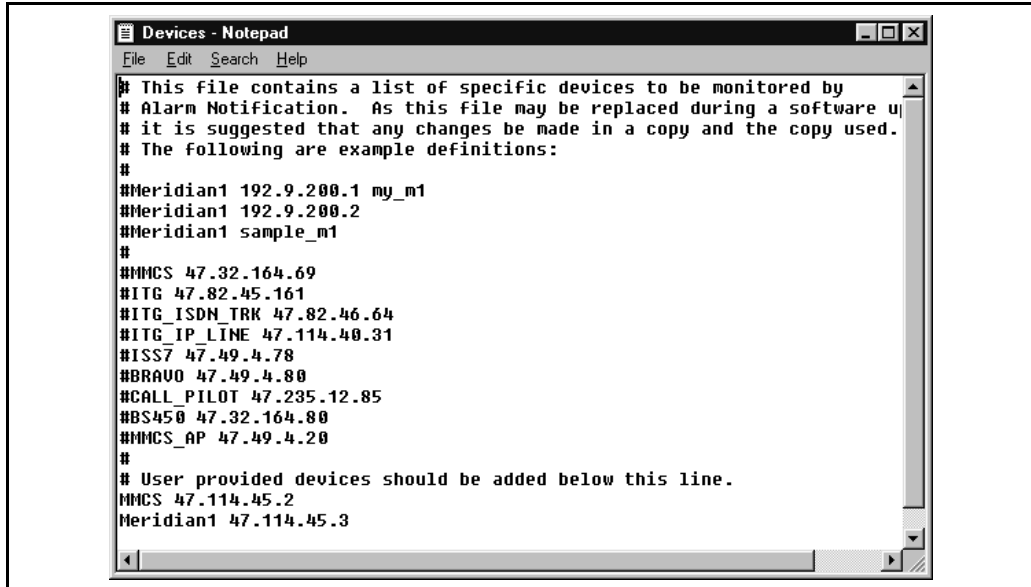 Devices - Notepad
File Edit Search Help
# This file contains a list of specific devices to be monitored by
# Alarm Notification.  As this file may be replaced during a software
# it is suggested that any changes be made in a copy and the copy used.
# The following are example definitions:
#
#Meridian1 192.9.200.1 my_m1
#Meridian1 192.9.200.2
#Meridian1 sample_m1
#
#MMCS 47.32.164.69
#ITG 47.82.45.161
#ITG_ISDN_TRK 47.82.46.64
#ITG_IP_LINE 47.114.40.31
#ISS7 47.49.4.78
#BRAVO 47.49.4.80
#CALL_PILOT 47.235.12.85
#BS450 47.32.164.80
#MMCS_AP 47.49.4.20
#
# User provided devices should be added below this line.
MMCS 47.114.45.2
Meridian1 47.114.45.3